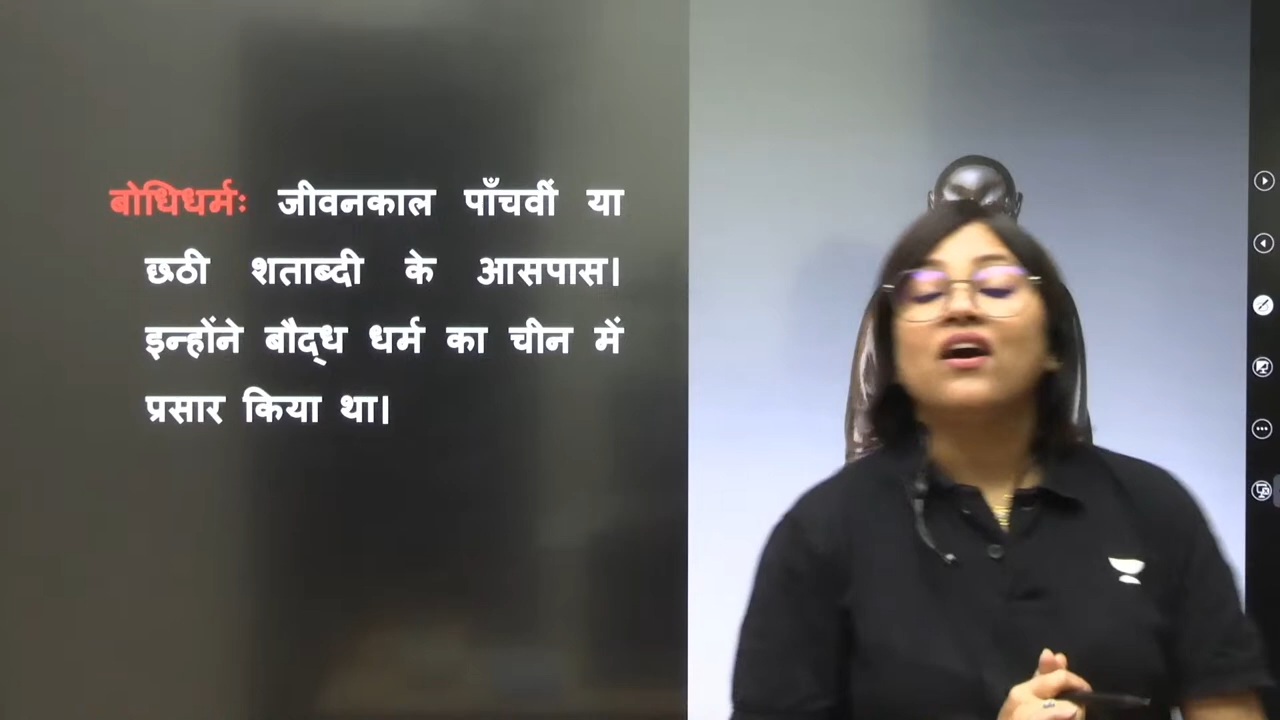 बोधिधर्मः जीवनकाल पाँचवीं या
छठी शताब्दी के आसपास।
इन्होंने बौद्ध धर्म का चीन में
प्रसार किया था।